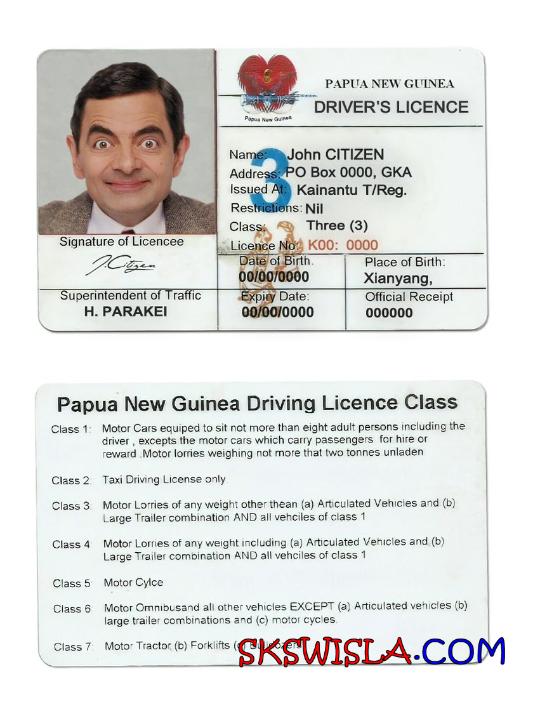 PAPUA NEW GUINEA
DRIVER'S LICENCE
Papua New Guinea
3
Name: John CITIZEN
Address: PO Box 0000, GKA
Issued At: Kainantu T/Reg.
Restrictions: Nil
Class: Three (3)
Licence No: K00: 0000
Signature of Licencee
J.Citizen
Date of Birth:
00/00/0000
Place of Birth:
Xianyang,
Superintendent of Traffic
H. PARAKEI
Expiry Date:
00/00/0000
Official Receipt
000000
Papua New Guinea Driving Licence Class
Class 1: Motor Cars equiped to sit not more than eight adult persons including the
driver , excepts the motor cars which carry passengers for hire or
reward .Motor lorries weighing not more that two tonnes unladen
Class 2: Taxi Driving License only
Class 3: Motor Lorries of any weight other thean (a) Articulated Vehicles and (b)
Large Trailer combination AND all vehciles of class 1
Class 4 Motor Lorries of any weight including (a) Articulated Vehicles and (b)
Large Trailer combination AND all vehciles of class 1
Class 5 Motor Cylce
Class 6 Motor Omnibusand all other vehicles EXCEPT (a) Articulated vehicles (b)
large trailer combinations and (c) motor cycles.
Class 7 Motor Tractor (b) Forklifts
SKSWISLA.COM